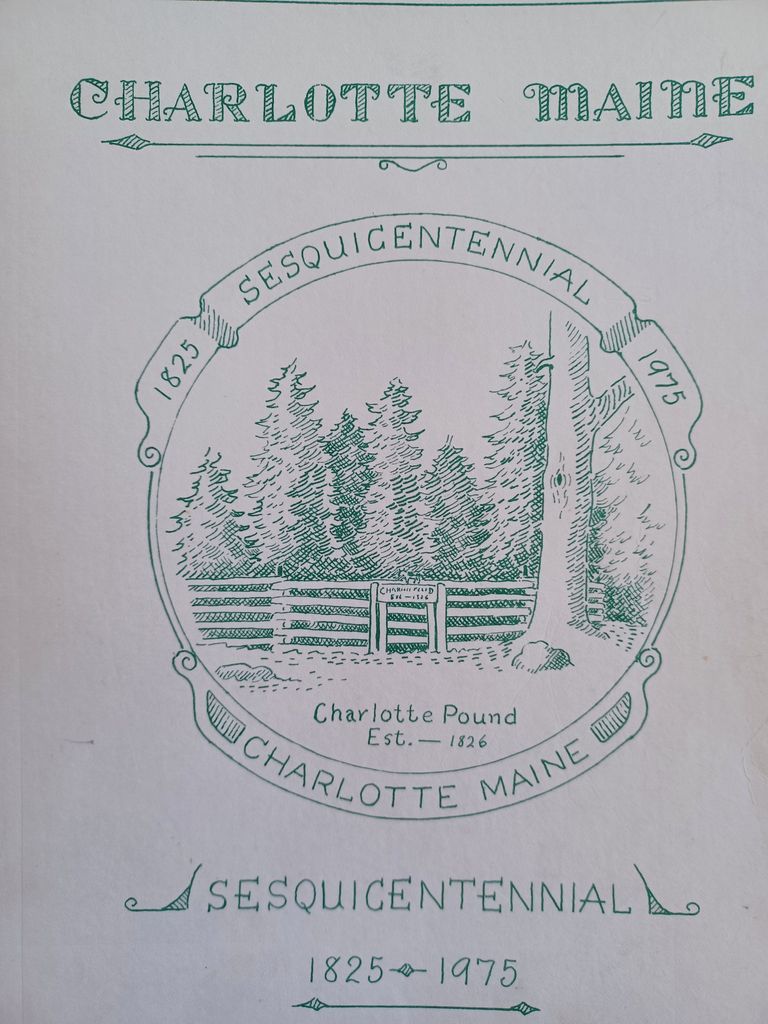 CHARLOTTE MAINE
SESQUICENTENNIAL
1825
1975
Charlotte Pound
Est. — 1826
CHARLOTTE MAINE
SESQUICENTENNIAL
1825 - 1975